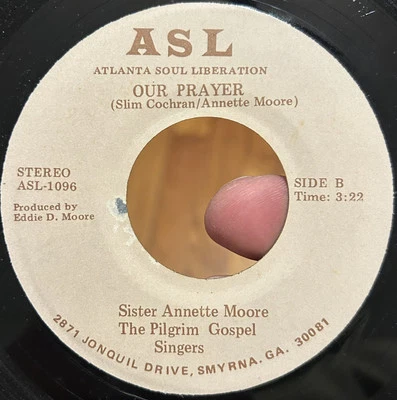 ASL
ATLANTA SOUL LIBERATION
OUR PRAYER
(Slim Cochran/Annette Moore)
STEREO
ASL-1096
Produced by
Eddie D. Moore
SIDE B
Time: 3:22
Sister Annette Moore
The Pilgrim Gospel
Singers
2871 JONQUIL DRIVE, SMYRNA. GA. 30081